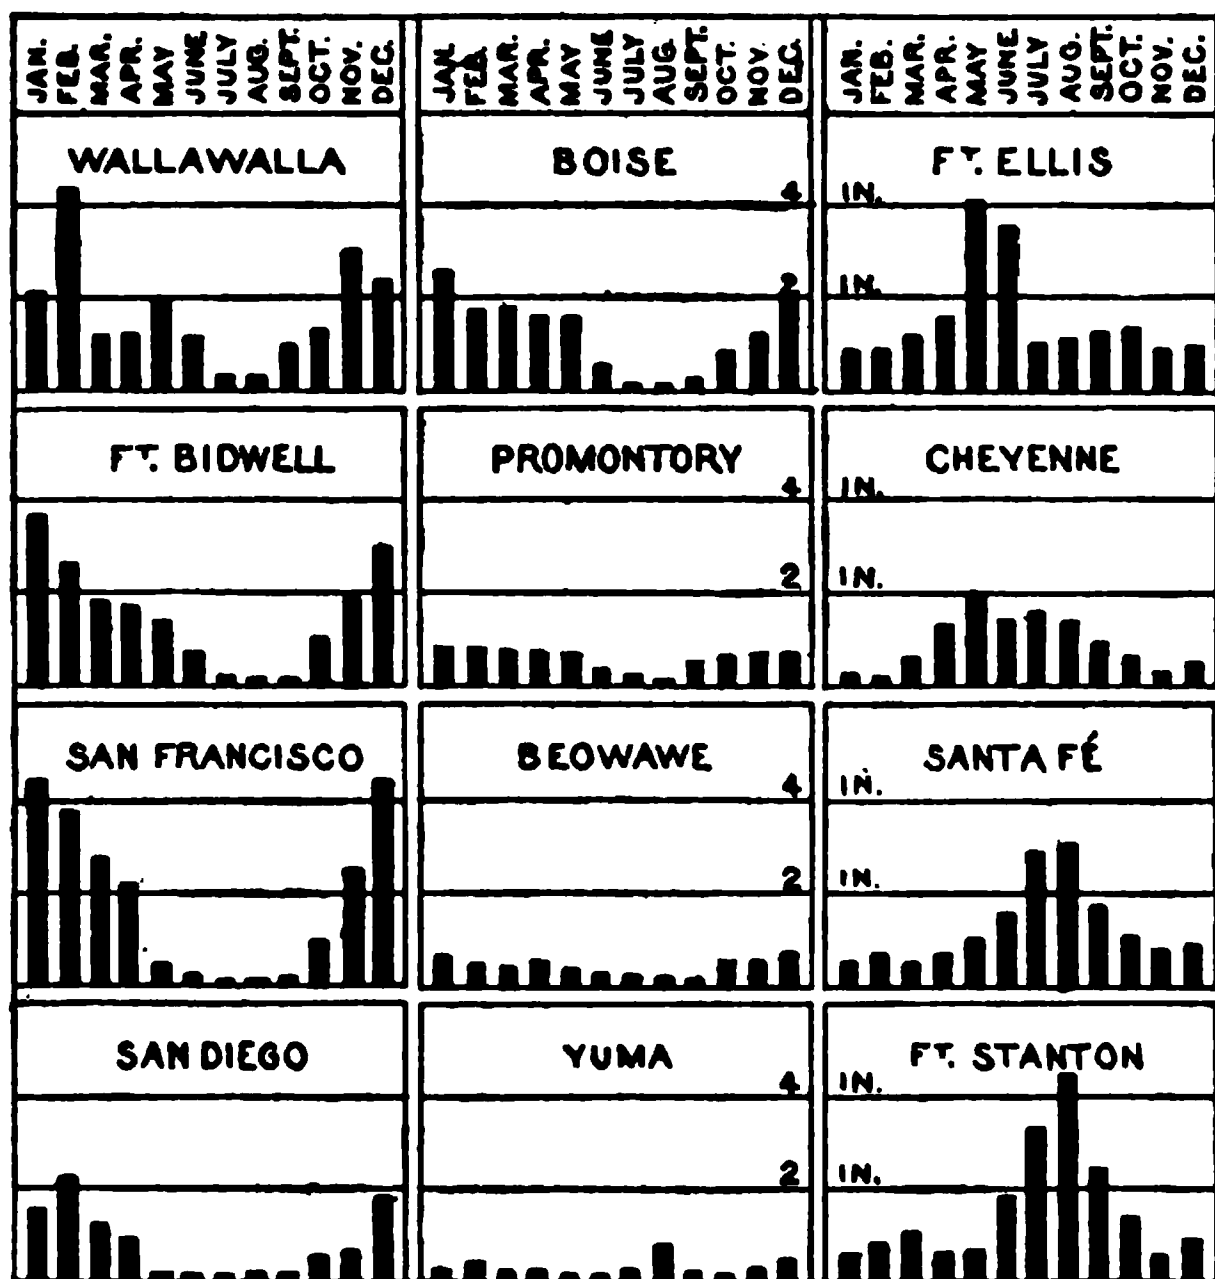 JAN. FEB. MAR. APR. MAY JUNE JULY AUG. SEPT. OCT. NOV. DEC. JAN. FEB. MAR. APR. MAY JUNE JULY AUG. SEPT. OCT. NOV. DEC. JAN. FEB. MAR. APR. MAY JUNE JULY AUG. SEPT. OCT. NOV. DEC.
WALLAWALLA BOISE FT. ELLIS
4 IN.
2 IN.
FT. BIDWELL PROMONTORY CHEYENNE
4 IN.
2 IN.
SAN FRANCISCO BEOWAWE SANTA FÉ
4 IN.
2 IN.
SAN DIEGO YUMA FT. STANTON
4 IN.
2 IN.